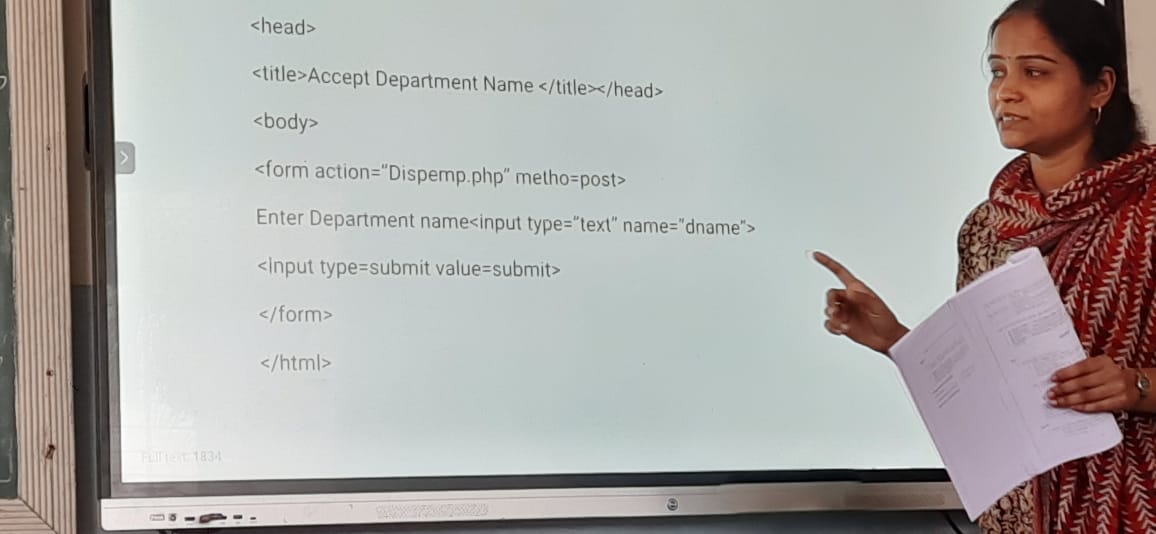 <head>
<title>Accept Department Name </title></head>
<body>
<form action="Dispemp.php" metho=post>
Enter Department name<input type="text" name="dname">
<Input type=submit value=submit>
</form>
</html>
Full text: 1834